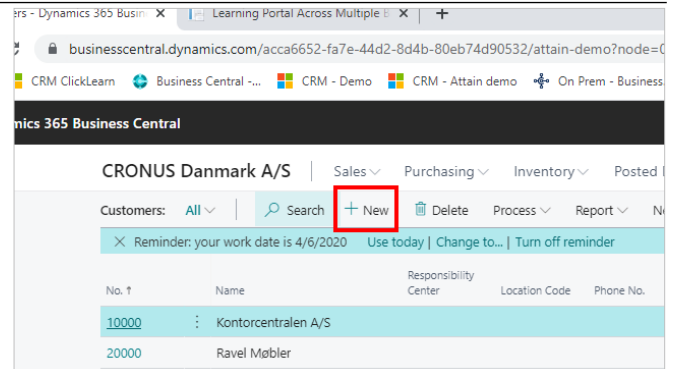 ers - Dynamics 365 Busin X Learning Portal Across Multiple B X +
businesscentral.dynamics.com/acca6652-fa7e-44d2-8d4b-80eb74d90532/attain-demo?node=0
CRM ClickLearn Business Central -... CRM - Demo CRM - Attain demo On Prem - Business
mics 365 Business Central
CRONUS Danmark A/S Sales Purchasing Inventory Posted
Customers: All Search + New Delete Process Report
X Reminder: your work date is 4/6/2020 Use today | Change to... | Turn off reminder
Responsibility
No. ↑ Name Center Location Code Phone No.
10000 Kontorcentralen A/S
20000 Ravel Møbler